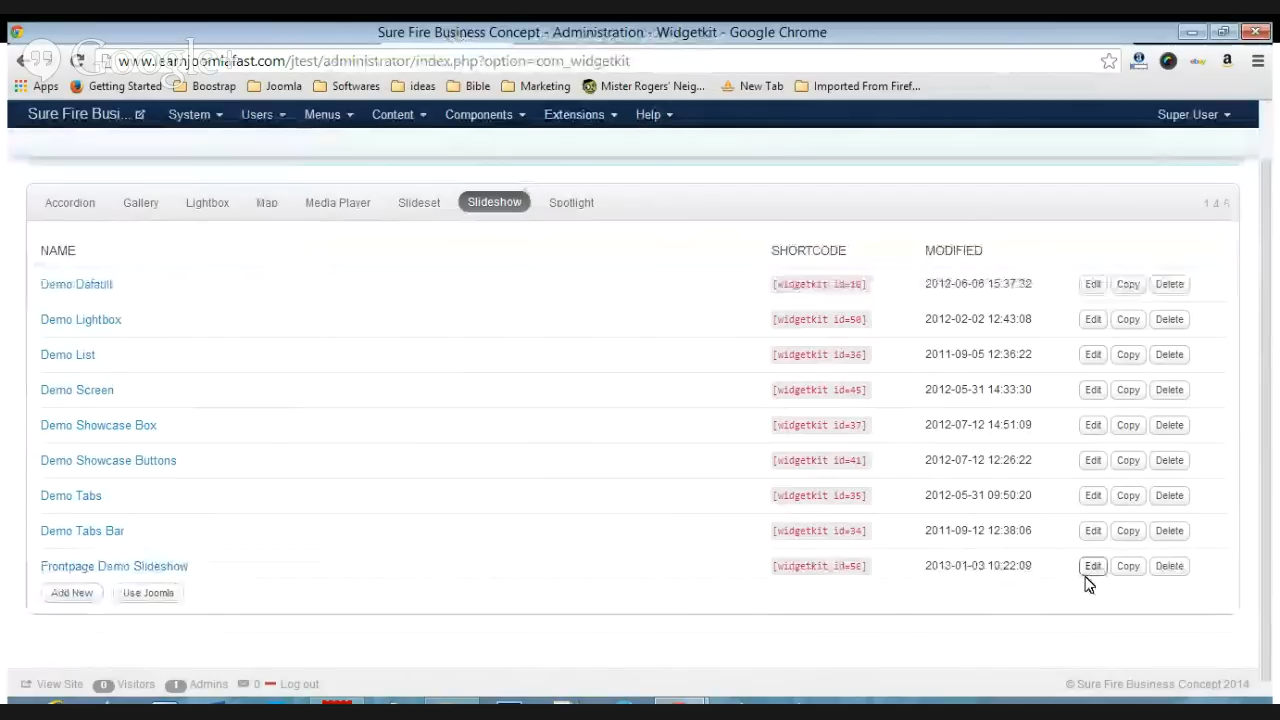 Sure Fire Business Concept - Administration - Widgetkit - Google Chrome
Google+
www.learnjoomlafast.com/jtest/administrator/index.php?option=com_widgetkit
Apps Getting Started Boostrap Joomla Softwares ideas Bible Marketing Mister Rogers' Neig... New Tab Imported From Firef...
Sure Fire Busi... System Users Menus Content Components Extensions Help Super User
Accordion Gallery Lightbox Map Media Player Slideset Slideshow Spotlight 1.4.6
NAME SHORTCODE MODIFIED
Demo Default 2012-06-06 15:37:32 Edit Copy Delete
Demo Lightbox [widgetkit id=50] 2012-02-02 12:43:08 Edit Copy Delete
Demo List [widgetkit id=36] 2011-09-05 12:36:22 Edit Copy Delete
Demo Screen [widgetkit id=45] 2012-05-31 14:33:30 Edit Copy Delete
Demo Showcase Box [widgetkit id=37] 2012-07-12 14:51:09 Edit Copy Delete
Demo Showcase Buttons [widgetkit id=41] 2012-07-12 12:26:22 Edit Copy Delete
Demo Tabs [widgetkit id=35] 2012-05-31 09:50:20 Edit Copy Delete
Demo Tabs Bar [widgetkit id=34] 2011-09-12 12:38:06 Edit Copy Delete
Frontpage Demo Slideshow 2013-01-03 10:22:09 Edit Copy Delete
Add New Use Joomla
View Site 0 Visitors 1 Admins 0 Log out © Sure Fire Business Concept 2014